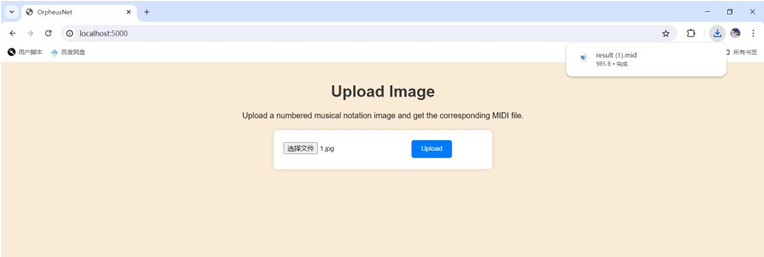 OrpheusNet
localhost:5000
用户脚本 百度网盘 所有书签
result (1).mid
985 B • 完成
Upload Image
Upload a numbered musical notation image and get the corresponding MIDI file.
选择文件 1.jpg Upload